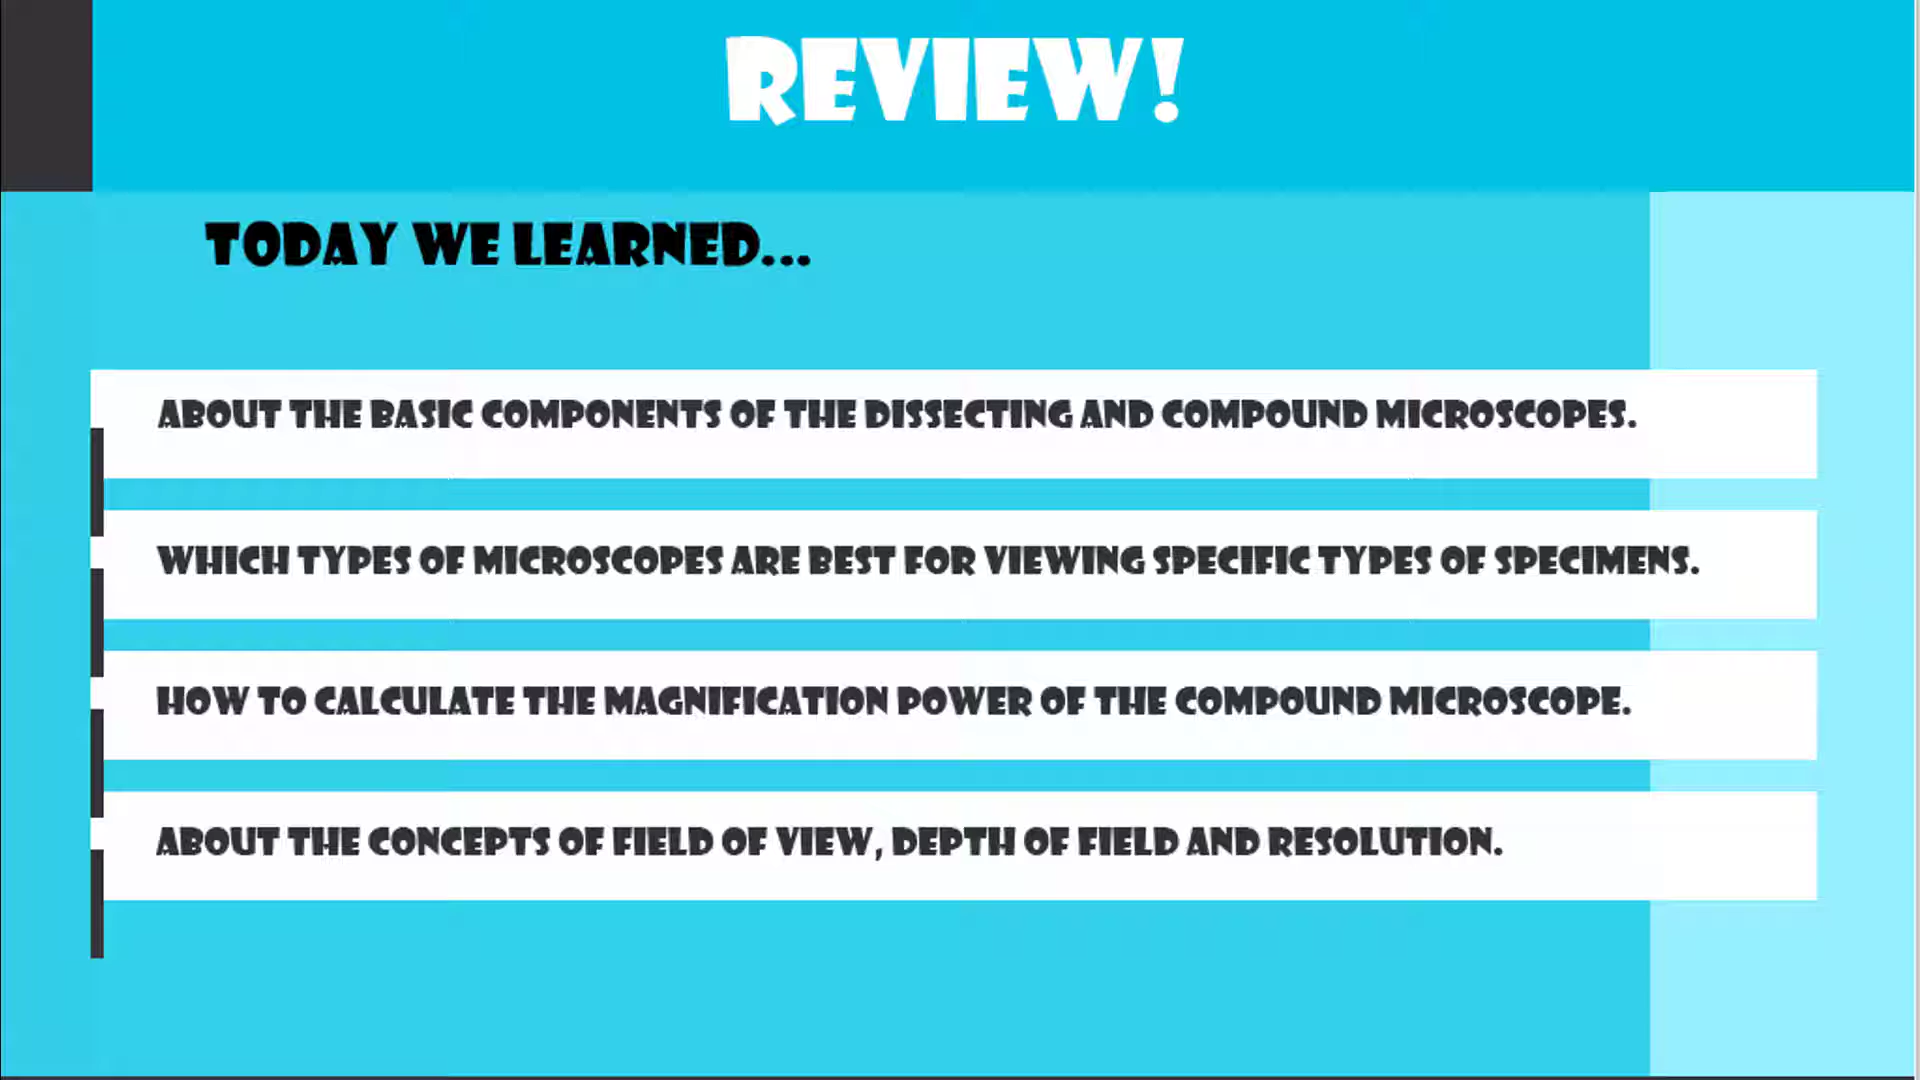 REVIEW!
TODAY WE LEARNED...
ABOUT THE BASIC COMPONENTS OF THE DISSECTING AND COMPOUND MICROSCOPES.
WHICH TYPES OF MICROSCOPES ARE BEST FOR VIEWING SPECIFIC TYPES OF SPECIMENS.
HOW TO CALCULATE THE MAGNIFICATION POWER OF THE COMPOUND MICROSCOPE.
ABOUT THE CONCEPTS OF FIELD OF VIEW, DEPTH OF FIELD AND RESOLUTION.